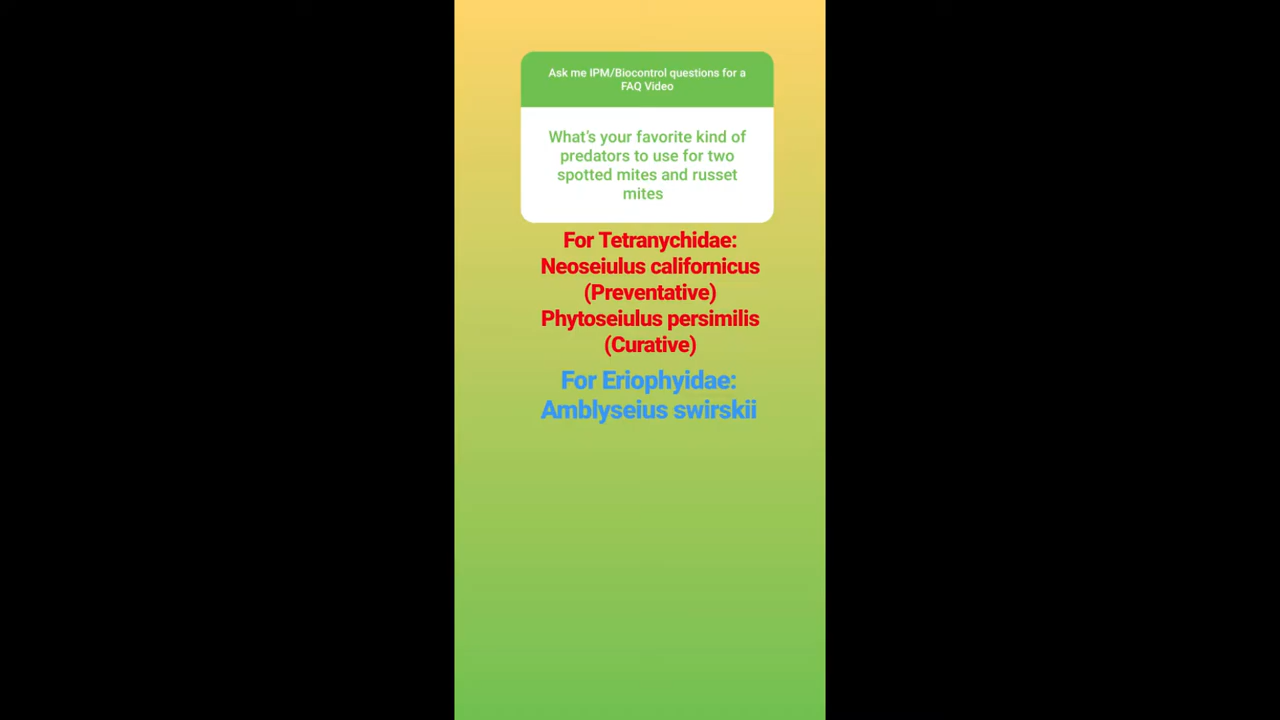 Ask me IPM/Biocontrol questions for a
FAQ Video
What's your favorite kind of
predators to use for two
spotted mites and russet
mites
For Tetranychidae:
Neoseiulus californicus
(Preventative)
Phytoseiulus persimilis
(Curative)
For Eriophyidae:
Amblyseius swirskii